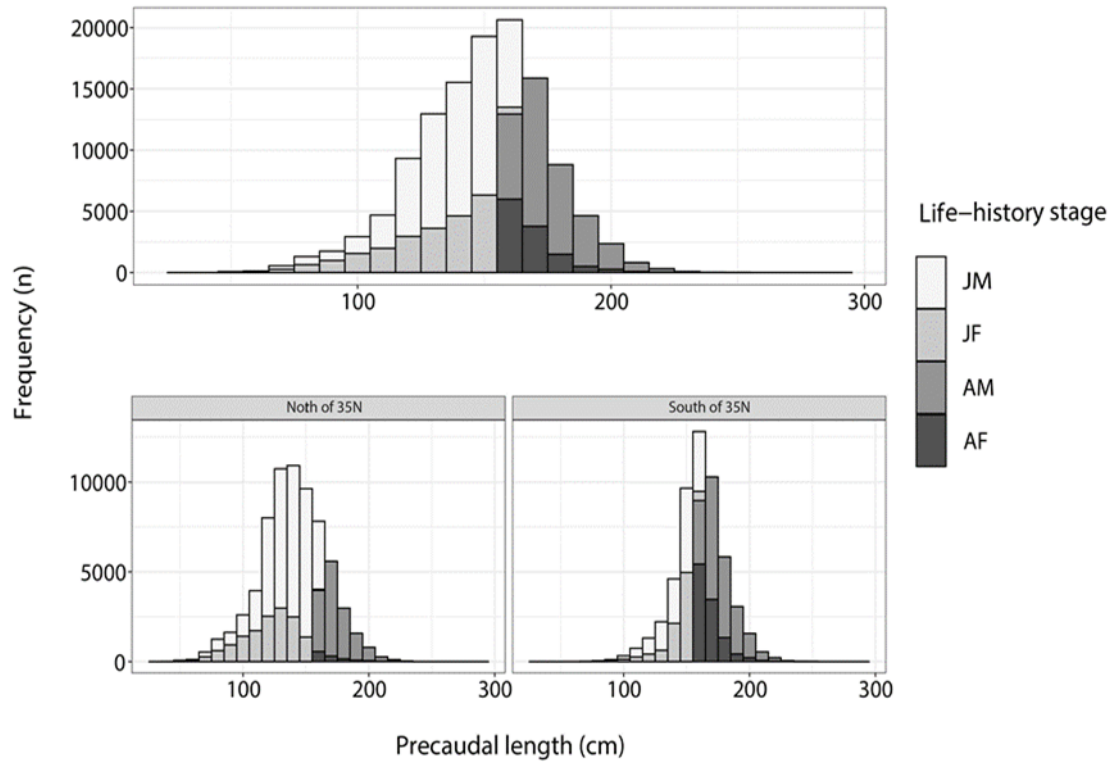 20000
15000
10000
5000
0
100 200 300
Frequency (n)
Life−history stage
JM
JF
AM
AF
Noth of 35N South of 35N
10000
5000
0
100 200 300 100 200 300
Precaudal length (cm)